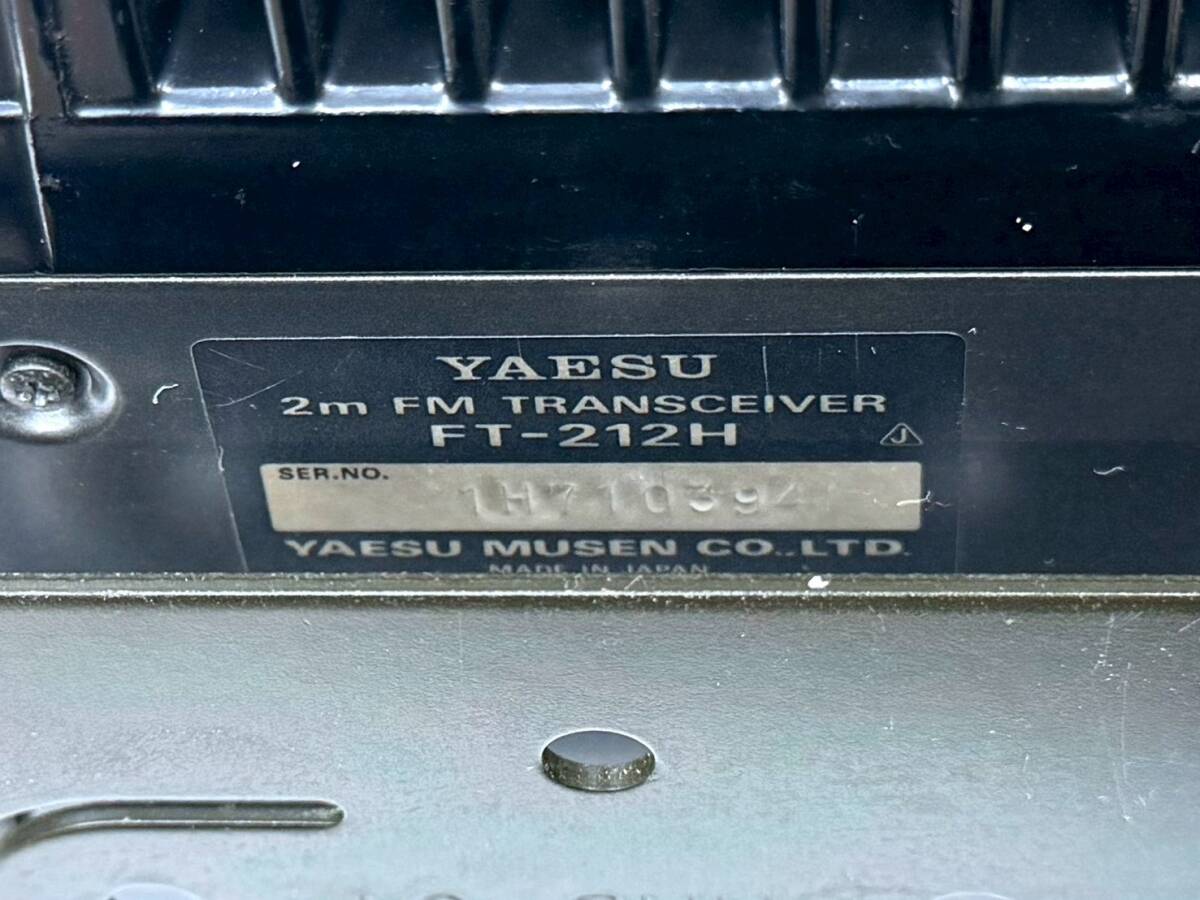 YAESU
2m FM TRANSCEIVER
FT-212H
J
SER.NO.
1H710394
YAESU MUSEN CO.,LTD.
MADE IN JAPAN